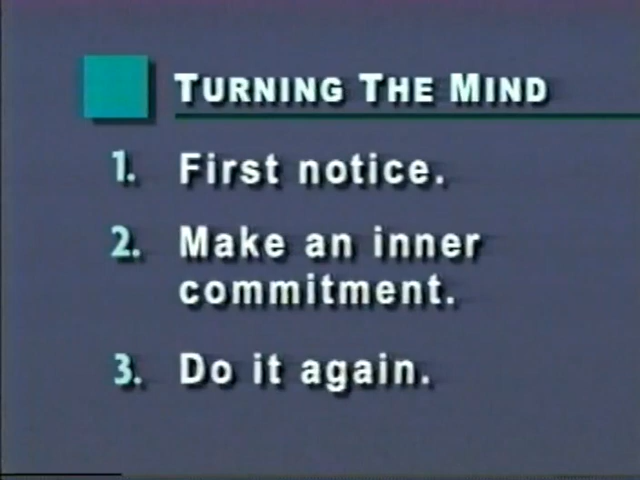 TURNING THE MIND
1. First notice.
2. Make an inner
commitment.
3. Do it again.